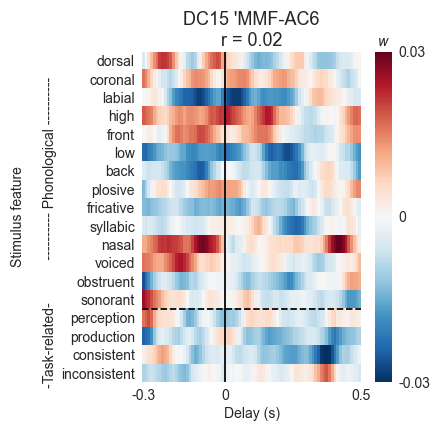 DC15 'MMF-AC6
r = 0.02
w
Stimulus feature
---------- Phonological ----------
-Task-related-
dorsal
coronal
labial
high
front
low
back
plosive
fricative
syllabic
nasal
voiced
obstruent
sonorant
perception
production
consistent
inconsistent
0.03
0
-0.03
-0.3 0 0.5
Delay (s)